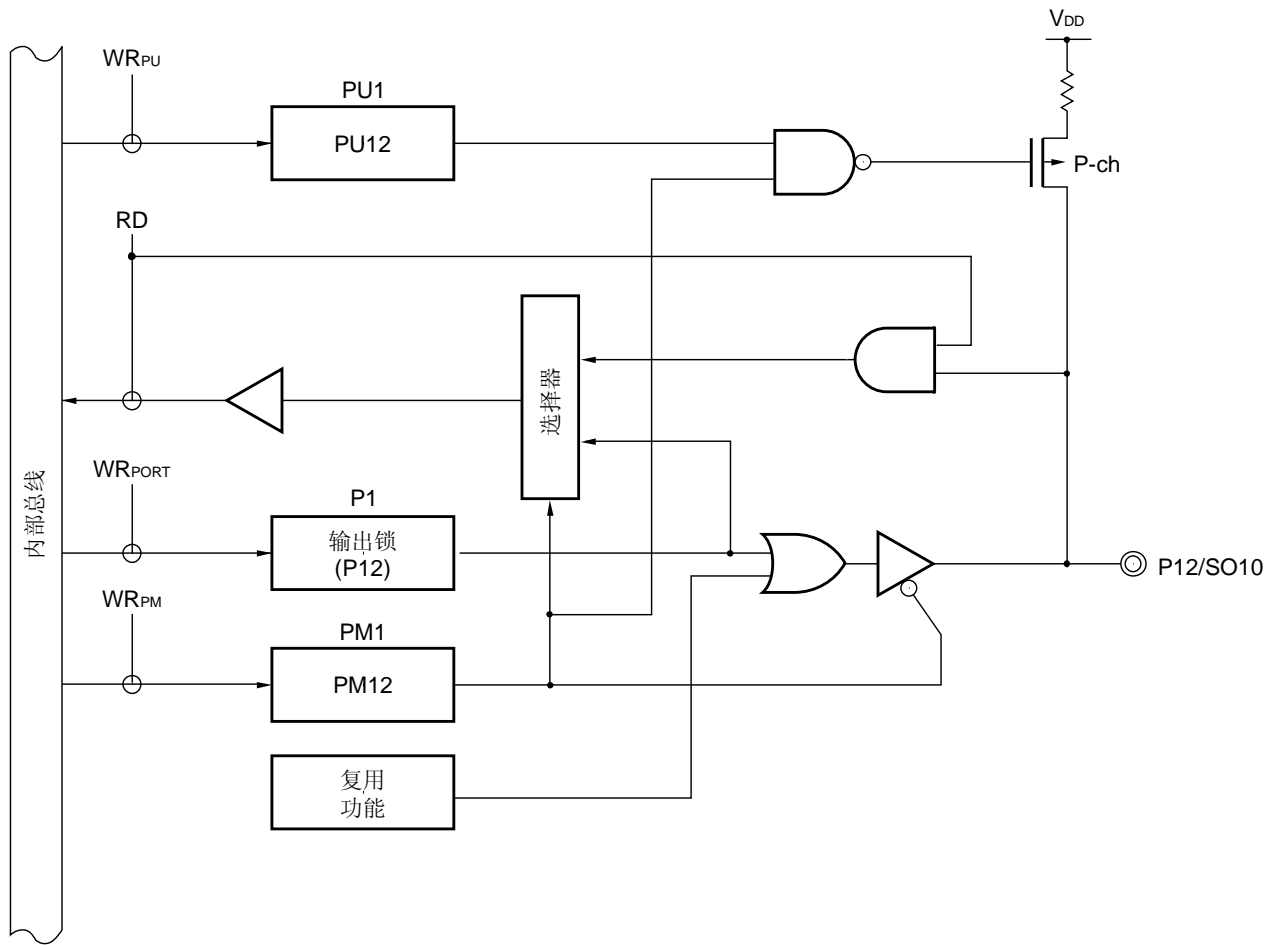 VDD
WRPU
PU1
PU12
P-ch
RD
选择器
内部总线
WRPORT
P1
输出锁
(P12)
P12/SO10
WRPM
PM1
PM12
复用
功能